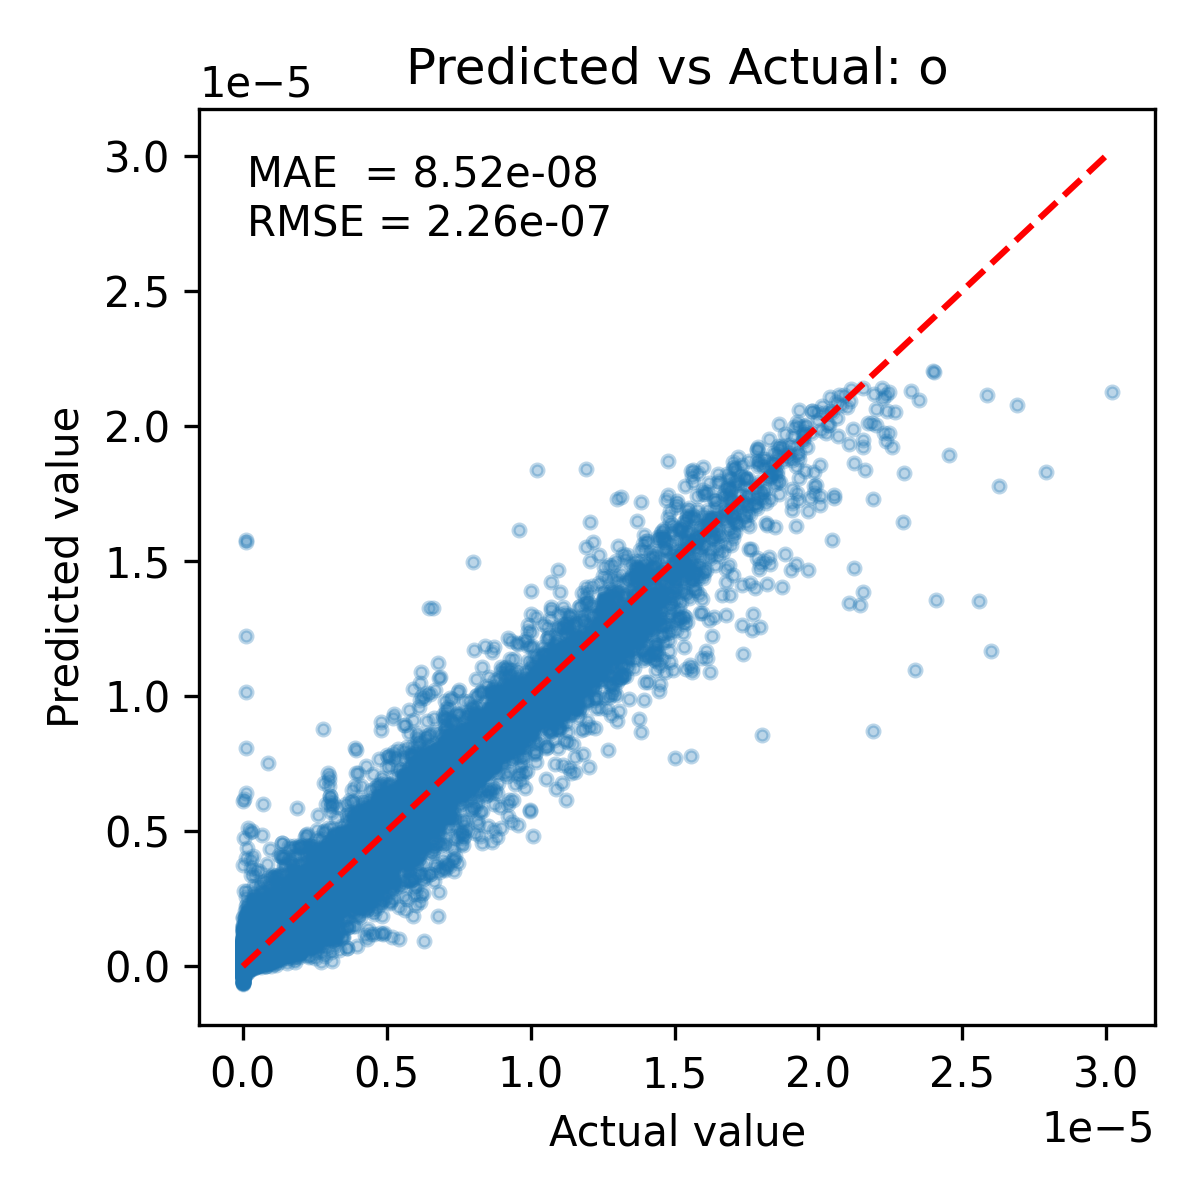 Predicted vs Actual: o
1e−5
MAE = 8.52e-08
RMSE = 2.26e-07
3.0
2.5
2.0
1.5
1.0
0.5
0.0
Predicted value
0.0 0.5 1.0 1.5 2.0 2.5 3.0
1e−5
Actual value